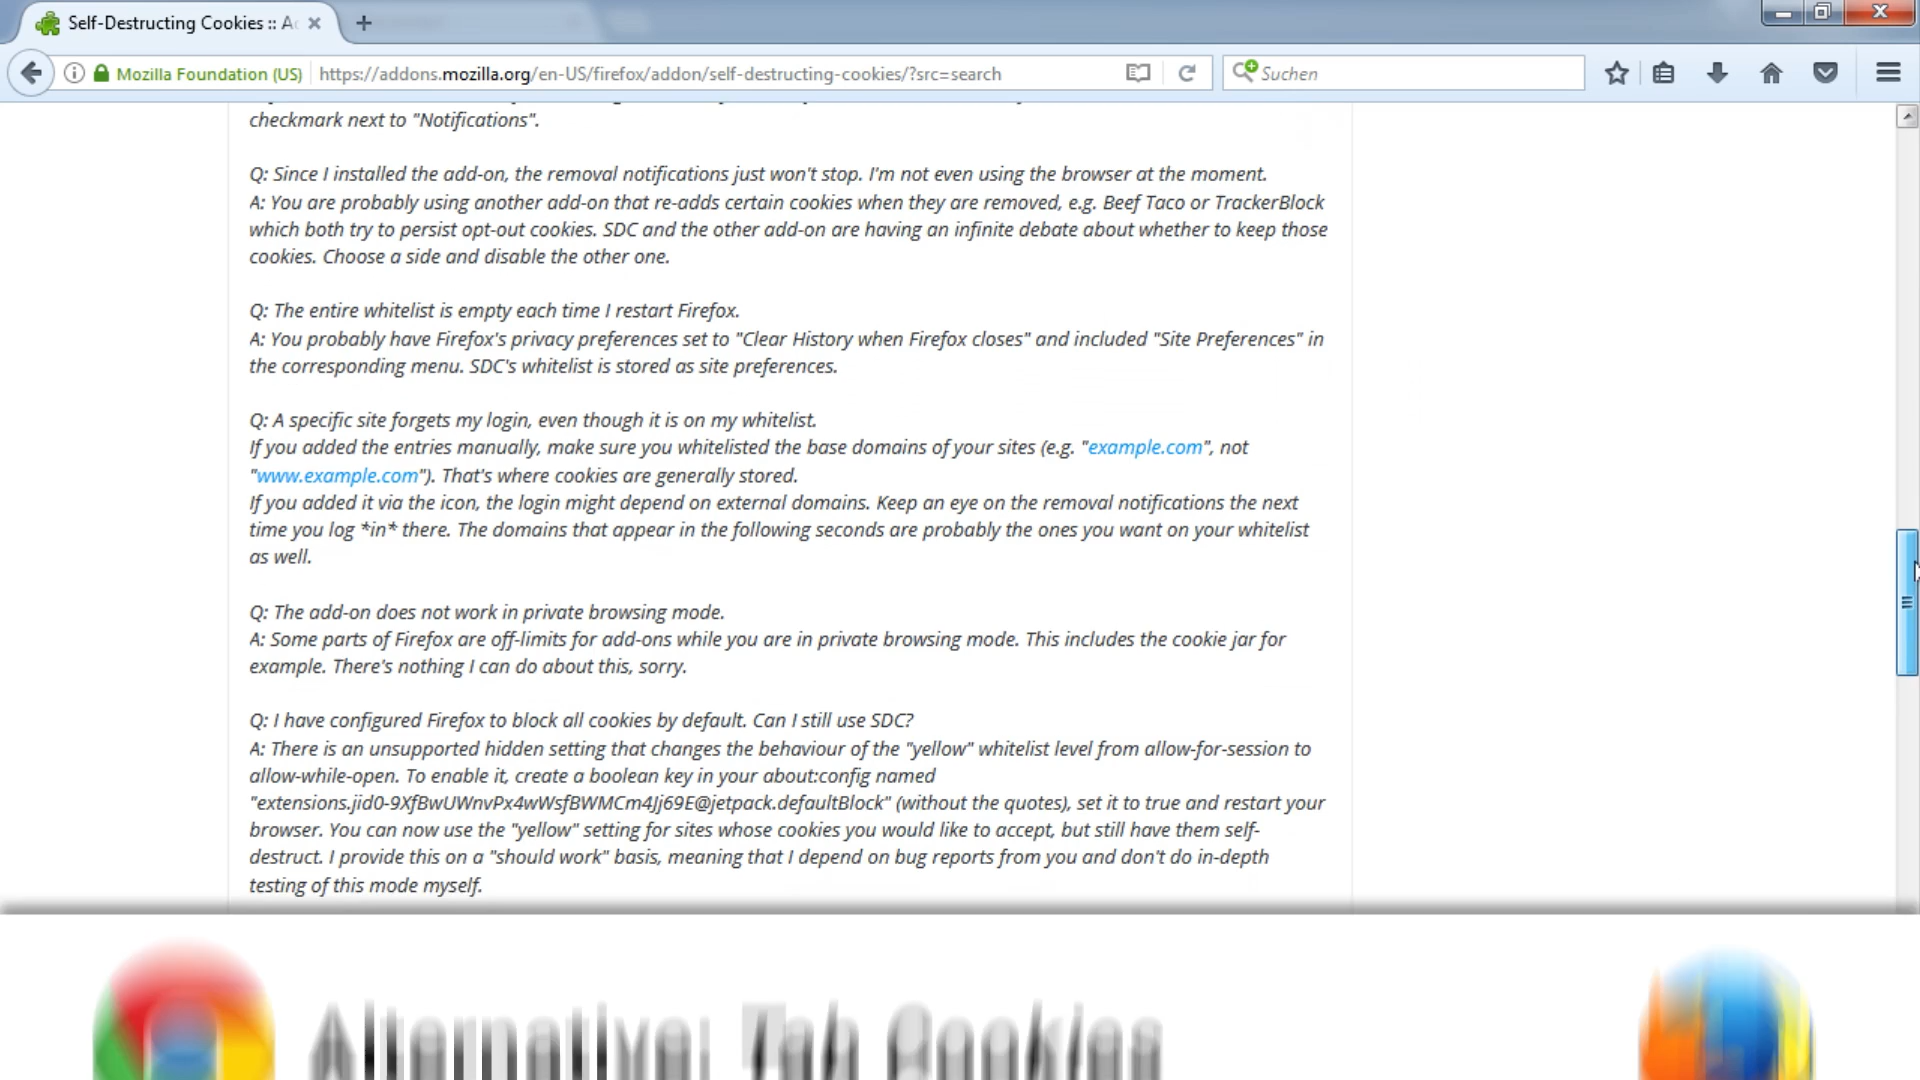 Self-Destructing Cookies :: A
Mozilla Foundation (US)
https://addons.mozilla.org/en-US/firefox/addon/self-destructing-cookies/?src=search
Suchen
checkmark next to "Notifications".
Q: Since I installed the add-on, the removal notifications just won't stop. I'm not even using the browser at the moment.
A: You are probably using another add-on that re-adds certain cookies when they are removed, e.g. Beef Taco or TrackerBlock
which both try to persist opt-out cookies. SDC and the other add-on are having an infinite debate about whether to keep those
cookies. Choose a side and disable the other one.
Q: The entire whitelist is empty each time I restart Firefox.
A: You probably have Firefox's privacy preferences set to "Clear History when Firefox closes" and included "Site Preferences" in
the corresponding menu. SDC's whitelist is stored as site preferences.
Q: A specific site forgets my login, even though it is on my whitelist.
If you added the entries manually, make sure you whitelisted the base domains of your sites (e.g. "example.com", not
"www.example.com"). That's where cookies are generally stored.
If you added it via the icon, the login might depend on external domains. Keep an eye on the removal notifications the next
time you log *in* there. The domains that appear in the following seconds are probably the ones you want on your whitelist
as well.
Q: The add-on does not work in private browsing mode.
A: Some parts of Firefox are off-limits for add-ons while you are in private browsing mode. This includes the cookie jar for
example. There's nothing I can do about this, sorry.
Q: I have configured Firefox to block all cookies by default. Can I still use SDC?
A: There is an unsupported hidden setting that changes the behaviour of the "yellow" whitelist level from allow-for-session to
allow-while-open. To enable it, create a boolean key in your about:config named
"extensions.jid0-9XfBwUWnvPx4wWsfBWMCm4Jj69E@jetpack.defaultBlock" (without the quotes), set it to true and restart your
browser. You can now use the "yellow" setting for sites whose cookies you would like to accept, but still have them self-
destruct. I provide this on a "should work" basis, meaning that I depend on bug reports from you and don't do in-depth
testing of this mode myself.
Alternative: Tab Cookies